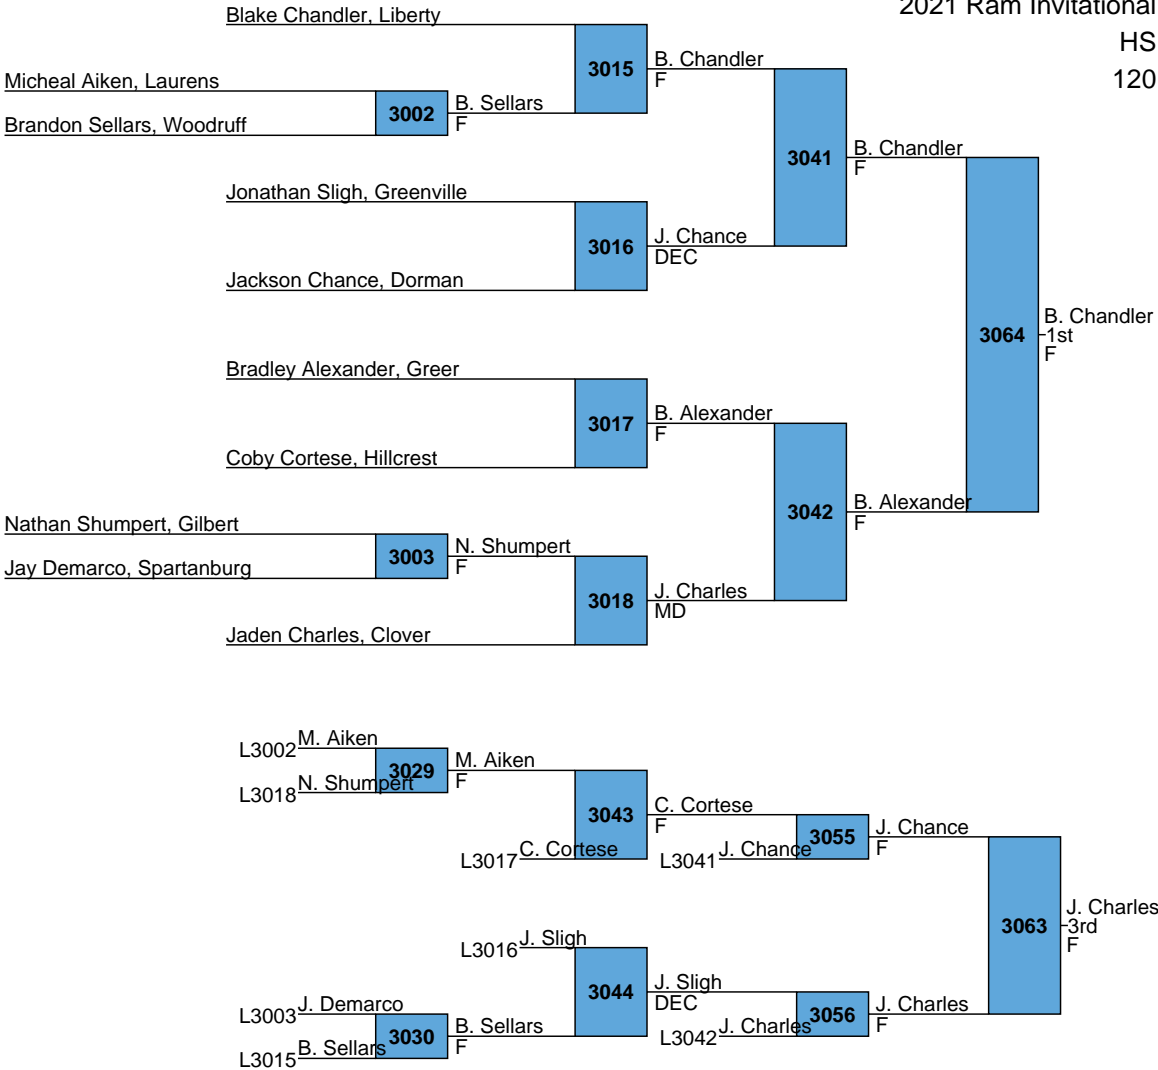 2021 Ram Invitational
HS
120
Blake Chandler, Liberty
3015
B. Chandler
F
Micheal Aiken, Laurens
3002
B. Sellars
F
Brandon Sellars, Woodruff
3041
B. Chandler
F
Jonathan Sligh, Greenville
3016
J. Chance
DEC
Jackson Chance, Dorman
3064
B. Chandler
1st
F
Bradley Alexander, Greer
3017
B. Alexander
F
Coby Cortese, Hillcrest
3042
B. Alexander
F
Nathan Shumpert, Gilbert
3003
N. Shumpert
F
Jay Demarco, Spartanburg
3018
J. Charles
MD
Jaden Charles, Clover
L3002
M. Aiken
3029
M. Aiken
F
L3018
N. Shumpert
3043
C. Cortese
F
L3017
C. Cortese
L3041
J. Chance
3055
J. Chance
F
3063
J. Charles
3rd
F
L3016
J. Sligh
3044
J. Sligh
DEC
L3042
J. Charles
3056
J. Charles
F
L3003
J. Demarco
3030
B. Sellars
F
L3015
B. Sellars